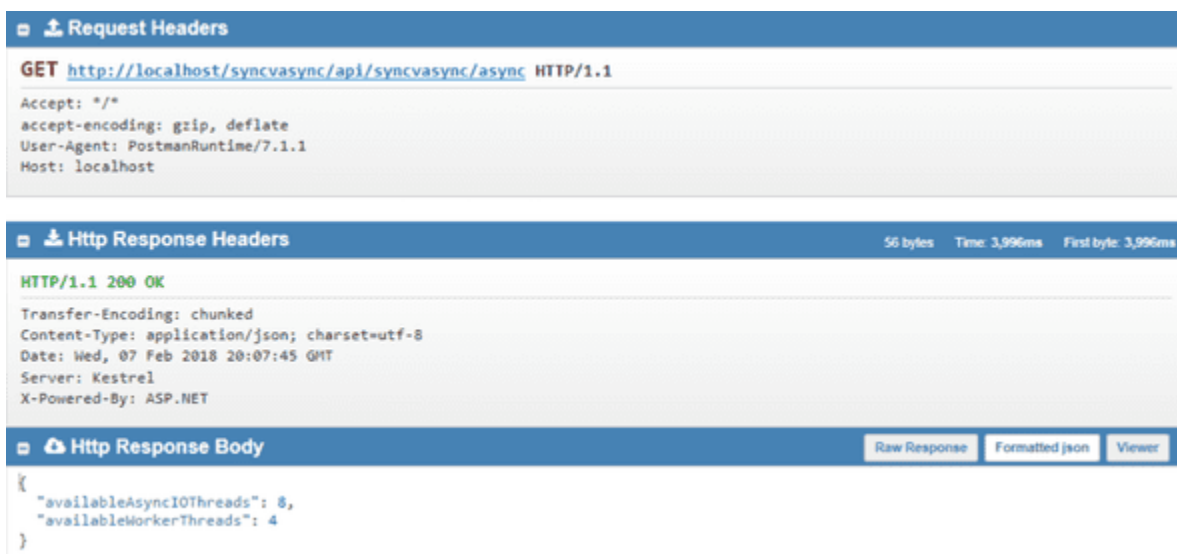 Request Headers
GET http://localhost/syncvasync/api/syncvasync/async HTTP/1.1
Accept: */*
accept-encoding: gzip, deflate
User-Agent: PostmanRuntime/7.1.1
Host: localhost
Http Response Headers 56 bytes Time: 3,996ms First byte: 3,996ms
HTTP/1.1 200 OK
Transfer-Encoding: chunked
Content-Type: application/json; charset=utf-8
Date: Wed, 07 Feb 2018 20:07:45 GMT
Server: Kestrel
X-Powered-By: ASP.NET
Http Response Body Raw Response Formatted json Viewer
{
"availableAsyncIOThreads": 8,
"availableWorkerThreads": 4
}